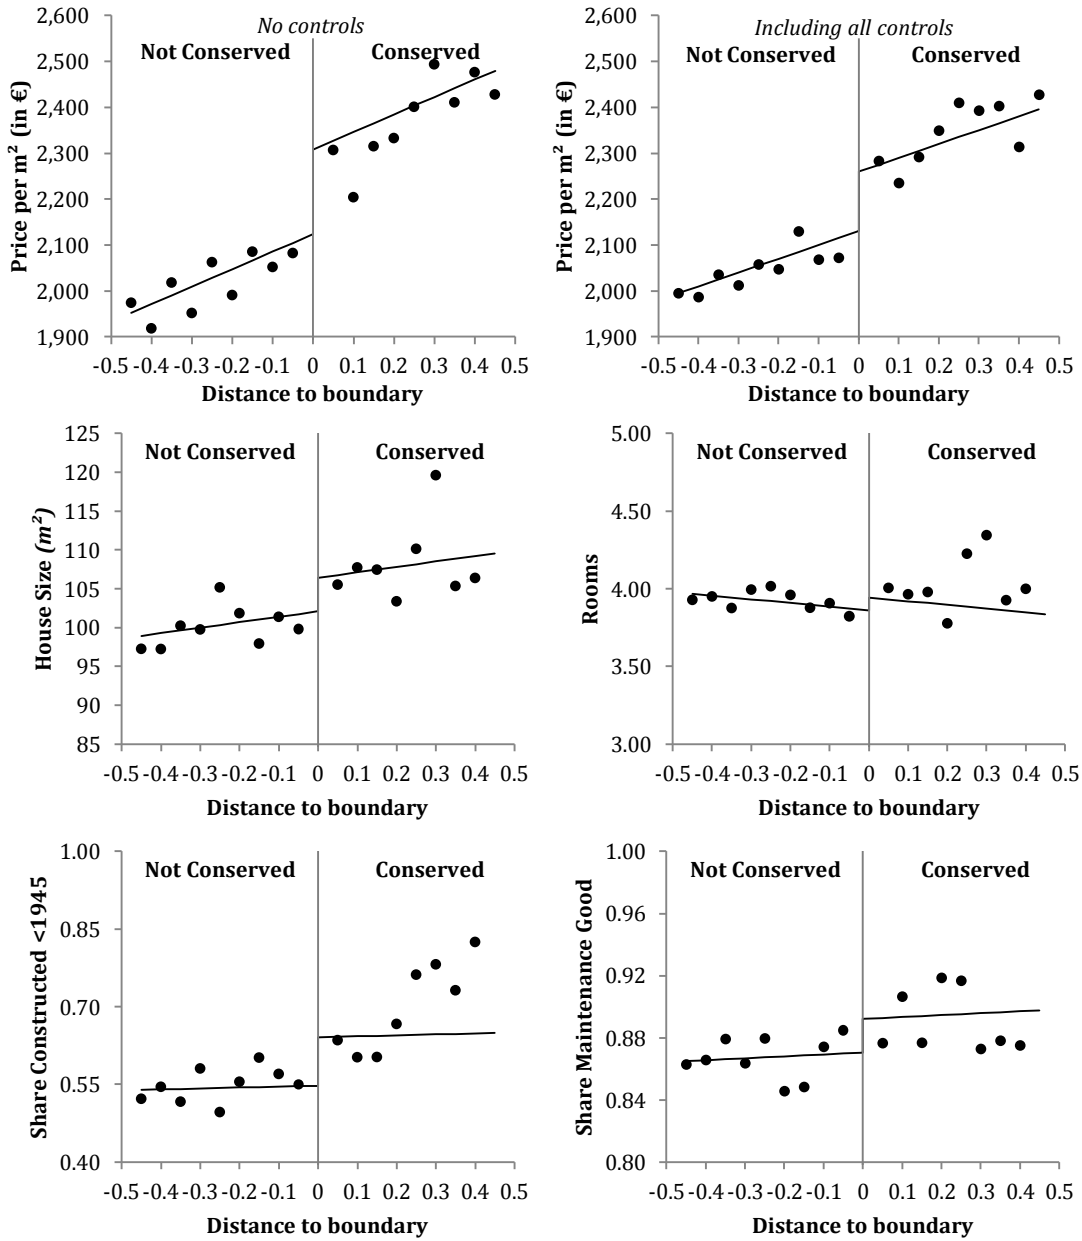 No controls
Not Conserved
Conserved
Price per m² (in €)
2,600
2,500
2,400
2,300
2,200
2,100
2,000
1,900
-0.5 -0.4 -0.3 -0.2 -0.1 0 0.1 0.2 0.3 0.4 0.5
Distance to boundary
Including all controls
Not Conserved
Conserved
Price per m² (in €)
2,600
2,500
2,400
2,300
2,200
2,100
2,000
1,900
-0.5 -0.4 -0.3 -0.2 -0.1 0 0.1 0.2 0.3 0.4 0.5
Distance to boundary
Not Conserved
Conserved
House Size (m²)
125
120
115
110
105
100
95
90
85
-0.5 -0.4 -0.3 -0.2 -0.1 0 0.1 0.2 0.3 0.4 0.5
Distance to boundary
Not Conserved
Conserved
Rooms
5.00
4.50
4.00
3.50
3.00
-0.5 -0.4 -0.3 -0.2 -0.1 0 0.1 0.2 0.3 0.4 0.5
Distance to boundary
Not Conserved
Conserved
Share Constructed <1945
1.00
0.85
0.70
0.55
0.40
-0.5 -0.4 -0.3 -0.2 -0.1 0 0.1 0.2 0.3 0.4 0.5
Distance to boundary
Not Conserved
Conserved
Share Maintenance Good
1.00
0.96
0.92
0.88
0.84
0.80
-0.5 -0.4 -0.3 -0.2 -0.1 0 0.1 0.2 0.3 0.4 0.5
Distance to boundary